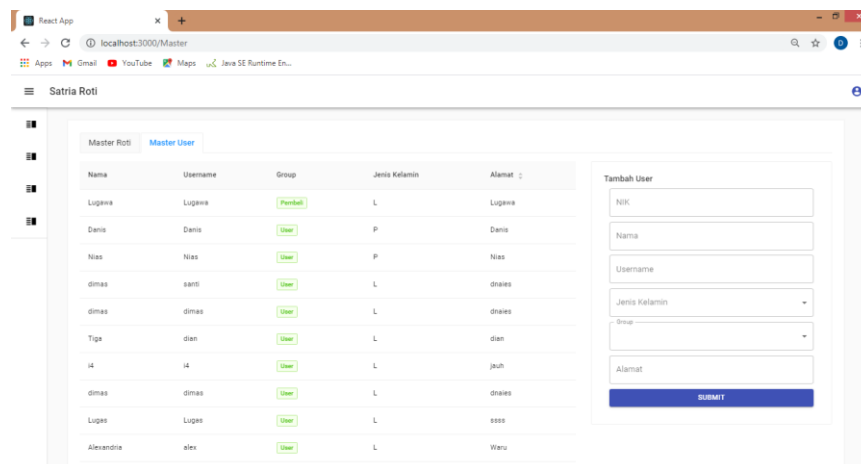 React App
localhost:3000/Master
Apps Gmail YouTube Maps Java SE Runtime En...
Satria Roti
Master Roti Master User
Nama Username Group Jenis Kelamin Alamat
Lugawa Lugawa Pembeli L Lugawa
Danis Danis User P Danis
Nias Nias User P Nias
dimas santi User L dnaies
dimas dimas User L dnaies
Tiga dian User L dian
i4 i4 User L jauh
dimas dimas User L dnaies
Lugas Lugas User L ssss
Alexandria alex User L Waru
Tambah User
NIK
Nama
Username
Jenis Kelamin
Group
Alamat
SUBMIT